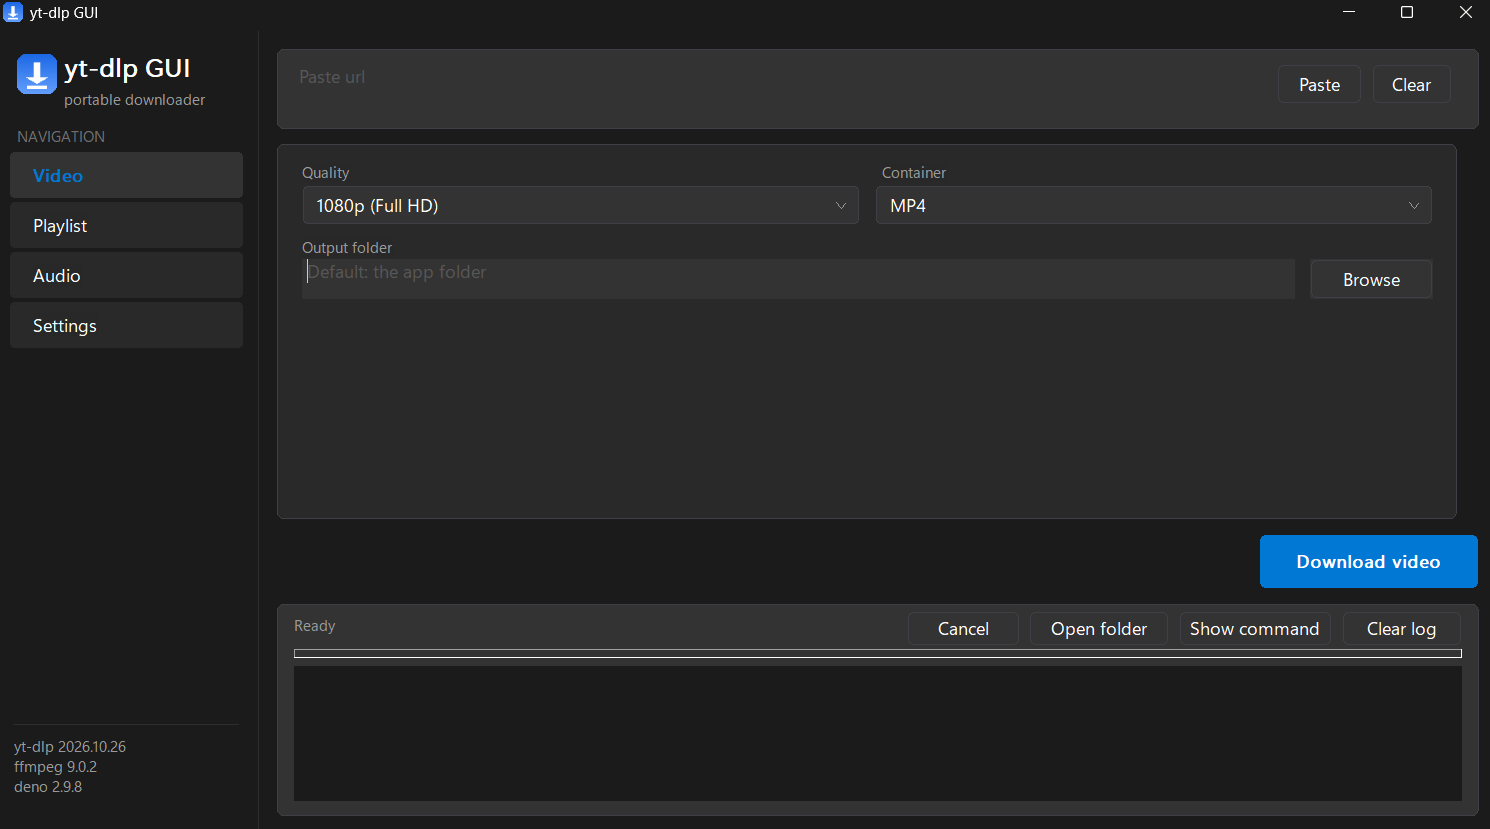 yt-dlp GUI
yt-dlp GUI
portable downloader
NAVIGATION
Video
Playlist
Audio
Settings
yt-dlp 2026.10.26
ffmpeg 9.0.2
deno 2.9.8
Paste url
Paste Clear
Quality Container
1080p (Full HD) MP4
Output folder
Default: the app folder
Browse
Download video
Ready Cancel Open folder Show command Clear log